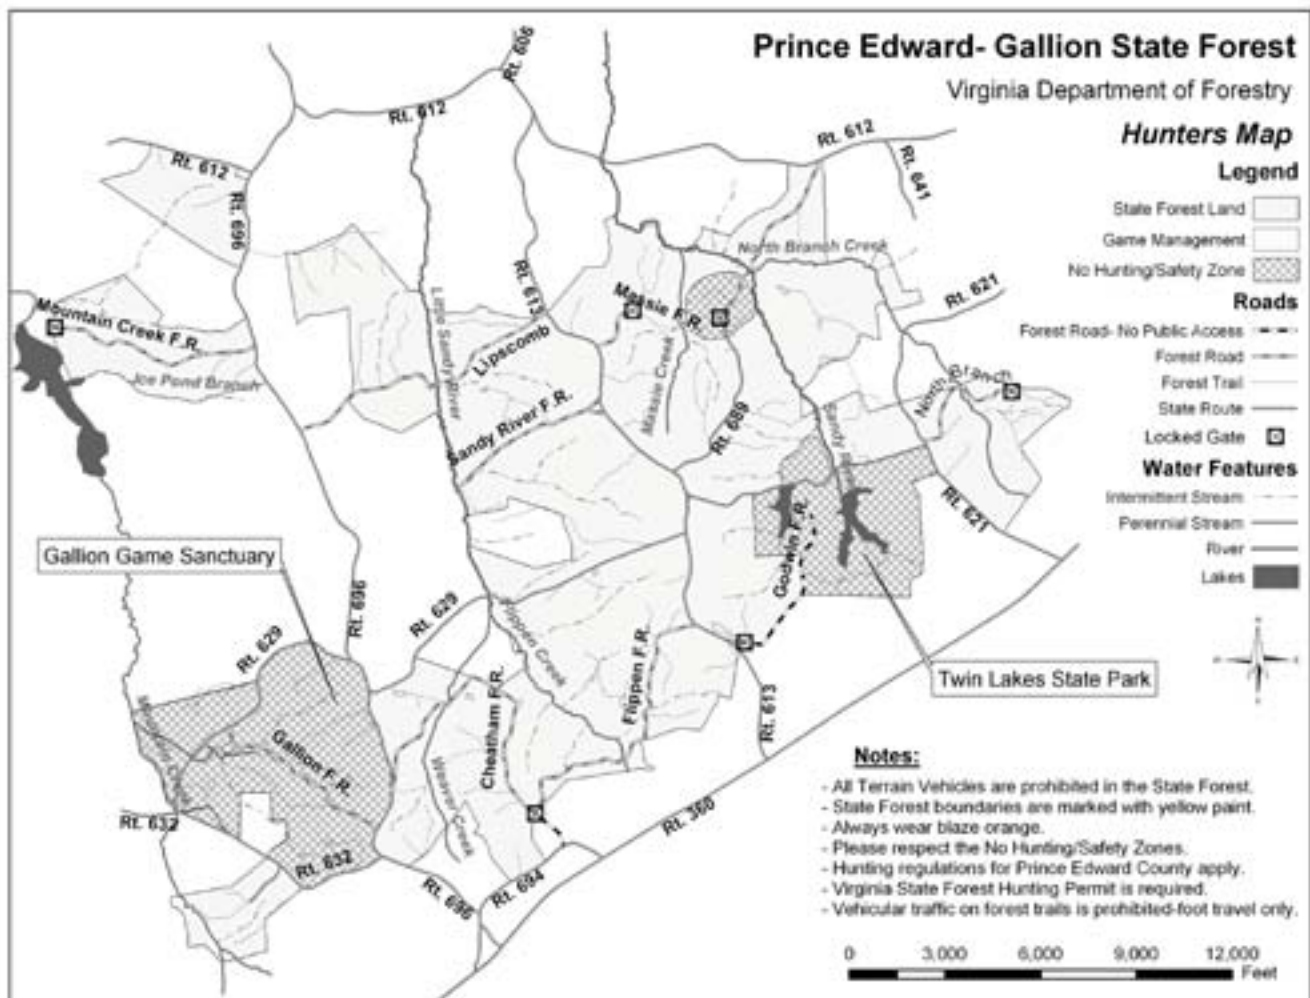 Prince Edward- Gallion State Forest
Virginia Department of Forestry
Hunters Map
Legend
State Forest Land
Game Management
No Hunting/Safety Zone
Roads
Forest Road- No Public Access
Forest Road
Forest Trail
State Route
Locked Gate
Water Features
Intermittent Stream
Perennial Stream
River
Lakes
Rt. 606
Rt. 612
Rt. 612
Rt. 641
Rt. 612
Rt. 696
North Branch Creek
Rt. 621
Rt. 613
Massie F.R.
Mountain Creek F.R.
Little Sandy River
Lipscomb
Ice Pond Branch
Massie Creek
North Branch
Sandy River F.R.
Rt. 689
Sandy River
Rt. 621
Godwin F.R.
Gallion Game Sanctuary
Rt. 696
Rt. 629
Rt. 629
Flippen Creek
Flippen F.R.
Twin Lakes State Park
Cheatham F.R.
Rt. 613
Mountain Creek
Gallion F.R.
Weaver Creek
Rt. 632
Rt. 360
Rt. 632
Rt. 696
Rt. 694
Notes:
- All Terrain Vehicles are prohibited in the State Forest.
- State Forest boundaries are marked with yellow paint.
- Always wear blaze orange.
- Please respect the No Hunting/Safety Zones.
- Hunting regulations for Prince Edward County apply.
- Virginia State Forest Hunting Permit is required.
- Vehicular traffic on forest trails is prohibited-foot travel only.
0 3,000 6,000 9,000 12,000
Feet